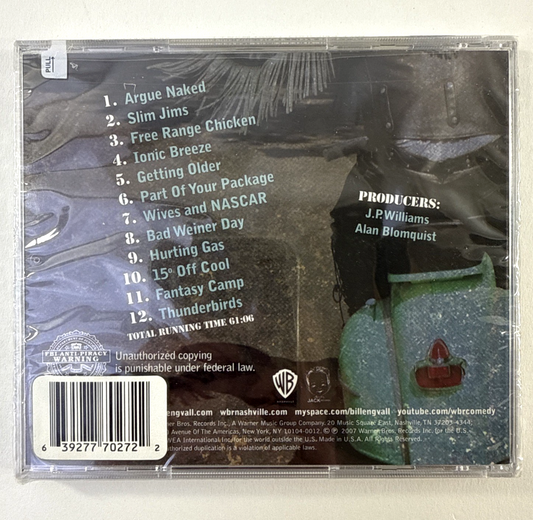 PULL
1. Argue Naked
2. Slim Jims
3. Free Range Chicken
4. Ionic Breeze
5. Getting Older
6. Part Of Your Package
7. Wives and NASCAR
8. Bad Weiner Day
9. Hurting Gas
10. 15° Off Cool
11. Fantasy Camp
12. Thunderbirds
TOTAL RUNNING TIME 61:06
PRODUCERS:
J.P. Williams
Alan Blomquist
FBI ANTI-PIRACY
WARNING
Unauthorized copying
is punishable under federal law.
WB
JACK
engvall.com wbrnashville.com myspace.com/billengvall youtube.com/wbrcomedy
Bros. Records Inc., A Warner Music Group Company, 20 Music Square East, Nashville, TN 37203-4344;
Avenue Of The Americas, New York, NY. 10104-0012. © ℗ 2007 Warner Bros. Records Inc. for the U.S.
WEA International Inc. for the world outside the U.S. Made in U.S.A. All Rights Reserved.
duplication is a violation of applicable laws.
6 39277 70272 2